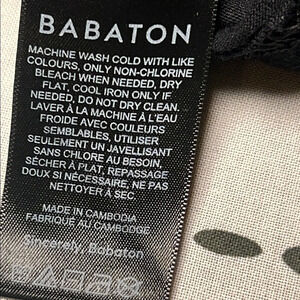 BABATON
MACHINE WASH COLD WITH LIKE
COLOURS, ONLY NON-CHLORINE
BLEACH WHEN NEEDED, DRY
FLAT, COOL IRON ONLY IF
NEEDED, DO NOT DRY CLEAN.
LAVER À LA MACHINE À L'EAU
FROIDE AVEC COULEURS
SEMBLABLES, UTILISER
SEULEMENT UN JAVELLISANT
SANS CHLORE AU BESOIN,
SÉCHER À PLAT, REPASSAGE
DOUX SI NÉCESSAIRE, NE PAS
NETTOYER À SEC.
MADE IN CAMBODIA
FABRIQUE AU CAMBODGE
Sincerely, Babaton